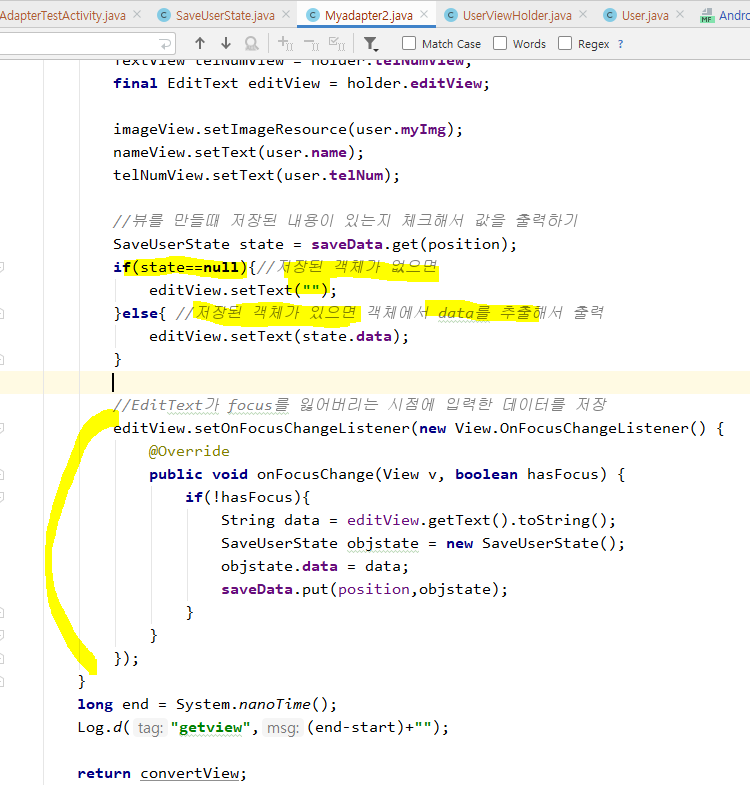 AdapterTestActivity.java × SaveUserState.java × Myadapter2.java × UserViewHolder.java × User.java × Andro
Match Case Words Regex ?
TextView telNumView = holder.telNumView;
final EditText editView = holder.editView;
imageView.setImageResource(user.myImg);
nameView.setText(user.name);
telNumView.setText(user.telNum);
//뷰를 만들때 저장된 내용이 있는지 체크해서 값을 출력하기
SaveUserState state = saveData.get(position);
if(state==null){//저장된 객체가 없으면
editView.setText("");
}else{ //저장된 객체가 있으면 객체에서 data를 추출해서 출력
editView.setText(state.data);
}
//EditText가 focus를 잃어버리는 시점에 입력한 데이터를 저장
editView.setOnFocusChangeListener(new View.OnFocusChangeListener() {
@Override
public void onFocusChange(View v, boolean hasFocus) {
if(!hasFocus){
String data = editView.getText().toString();
SaveUserState objstate = new SaveUserState();
objstate.data = data;
saveData.put(position,objstate);
}
}
});
}
long end = System.nanoTime();
Log.d( tag: "getview", msg: (end-start)+"");
return convertView;